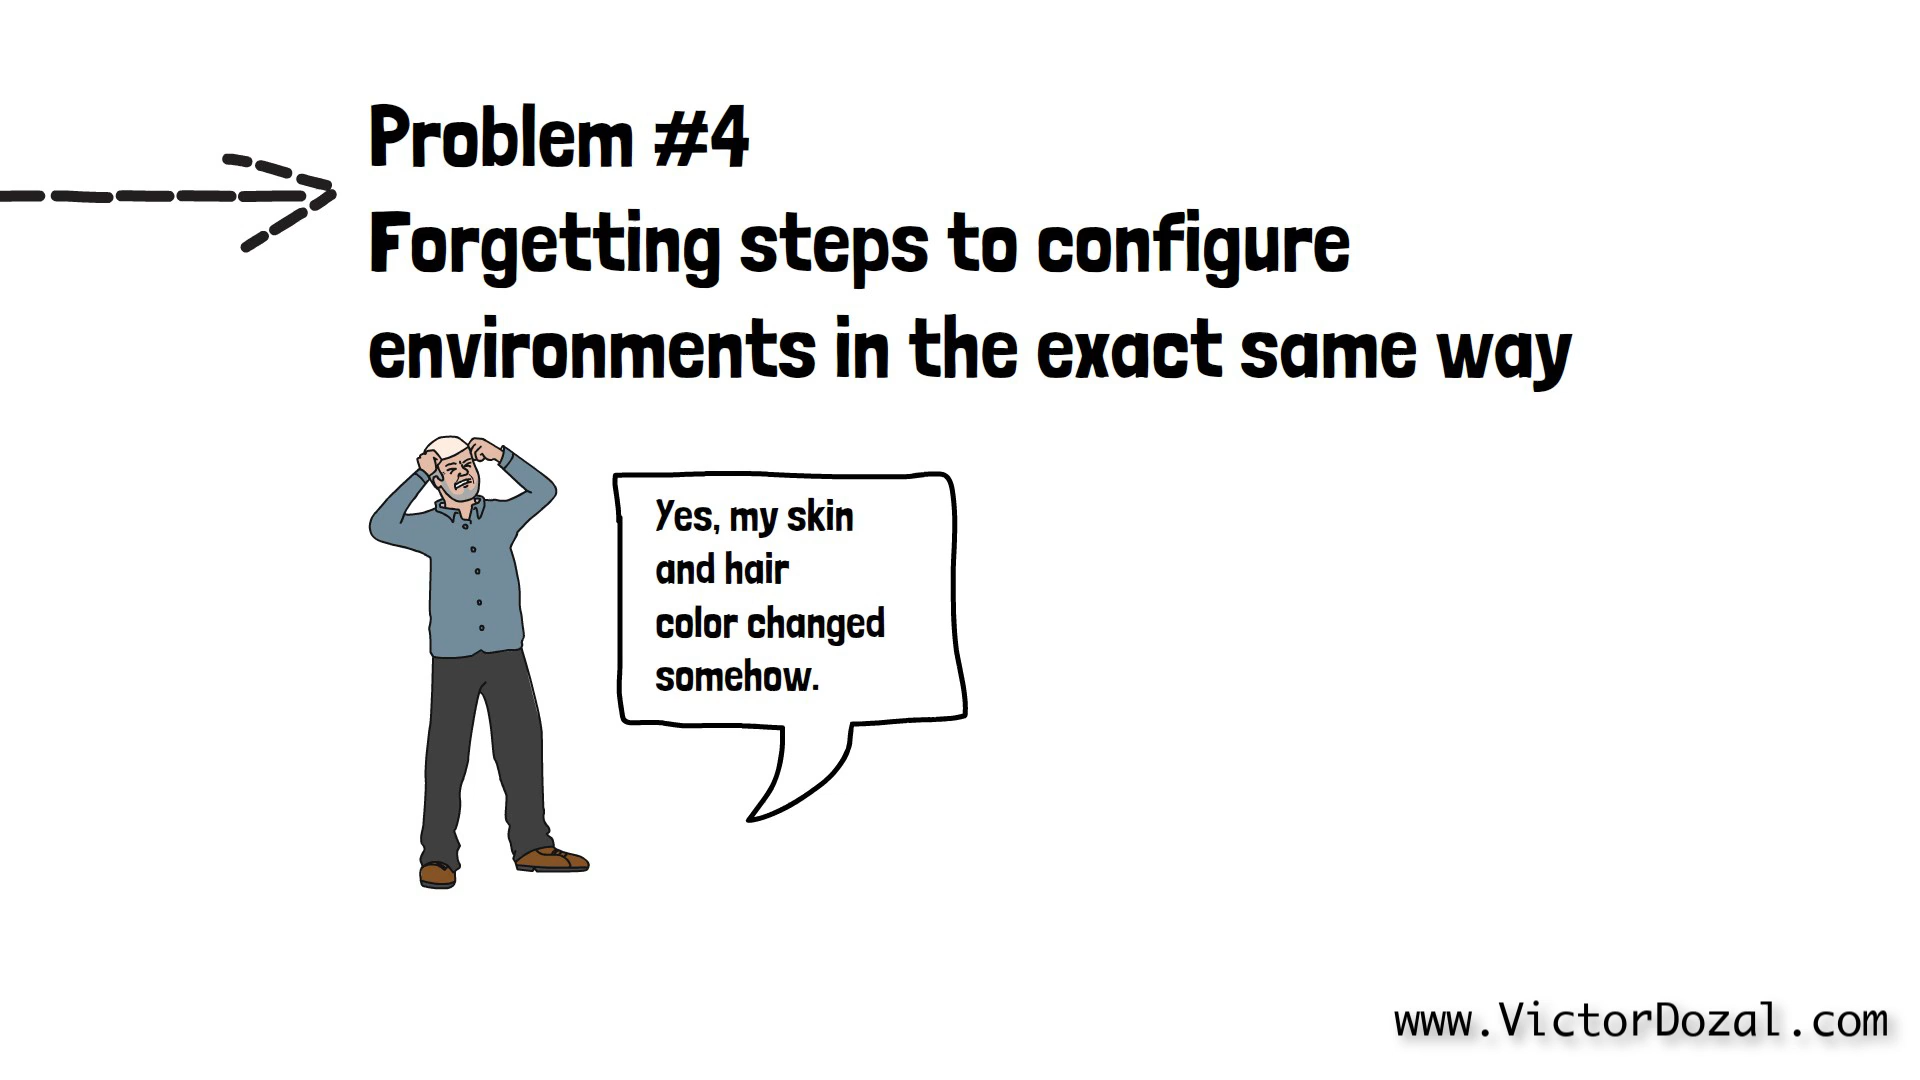 Problem #4
Forgetting steps to configure
environments in the exact same way
Yes, my skin
and hair
color changed
somehow.
www.VictorDozal.com